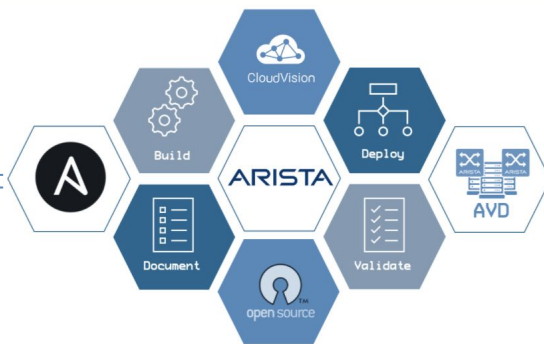 CloudVision
Build
Deploy
A
ARISTA
ARISTA
ARISTA
AVD
Document
Validate
TM
open source